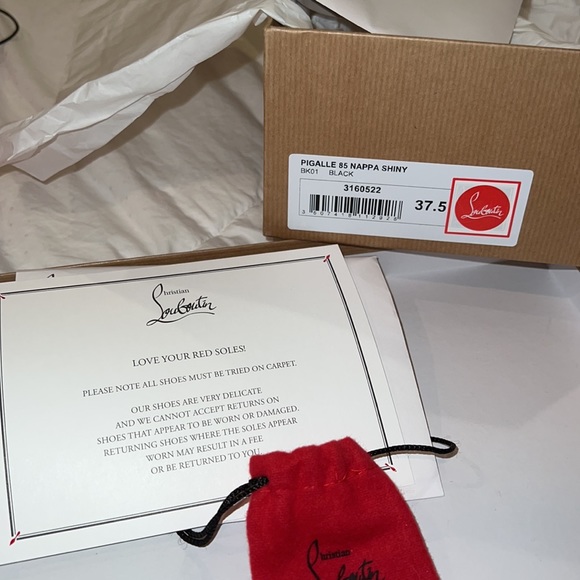 PIGALLE 85 NAPPA SHINY
BK01 BLACK
3160522
37.5
Louboutin
Christian
Louboutin
LOVE YOUR RED SOLES!
PLEASE NOTE ALL SHOES MUST BE TRIED ON CARPET.
OUR SHOES ARE VERY DELICATE
AND WE CANNOT ACCEPT RETURNS ON
SHOES THAT APPEAR TO BE WORN OR DAMAGED.
RETURNING SHOES WHERE THE SOLES APPEAR
WORN MAY RESULT IN A FEE
OR BE RETURNED TO YOU.
Christian
Louboutin